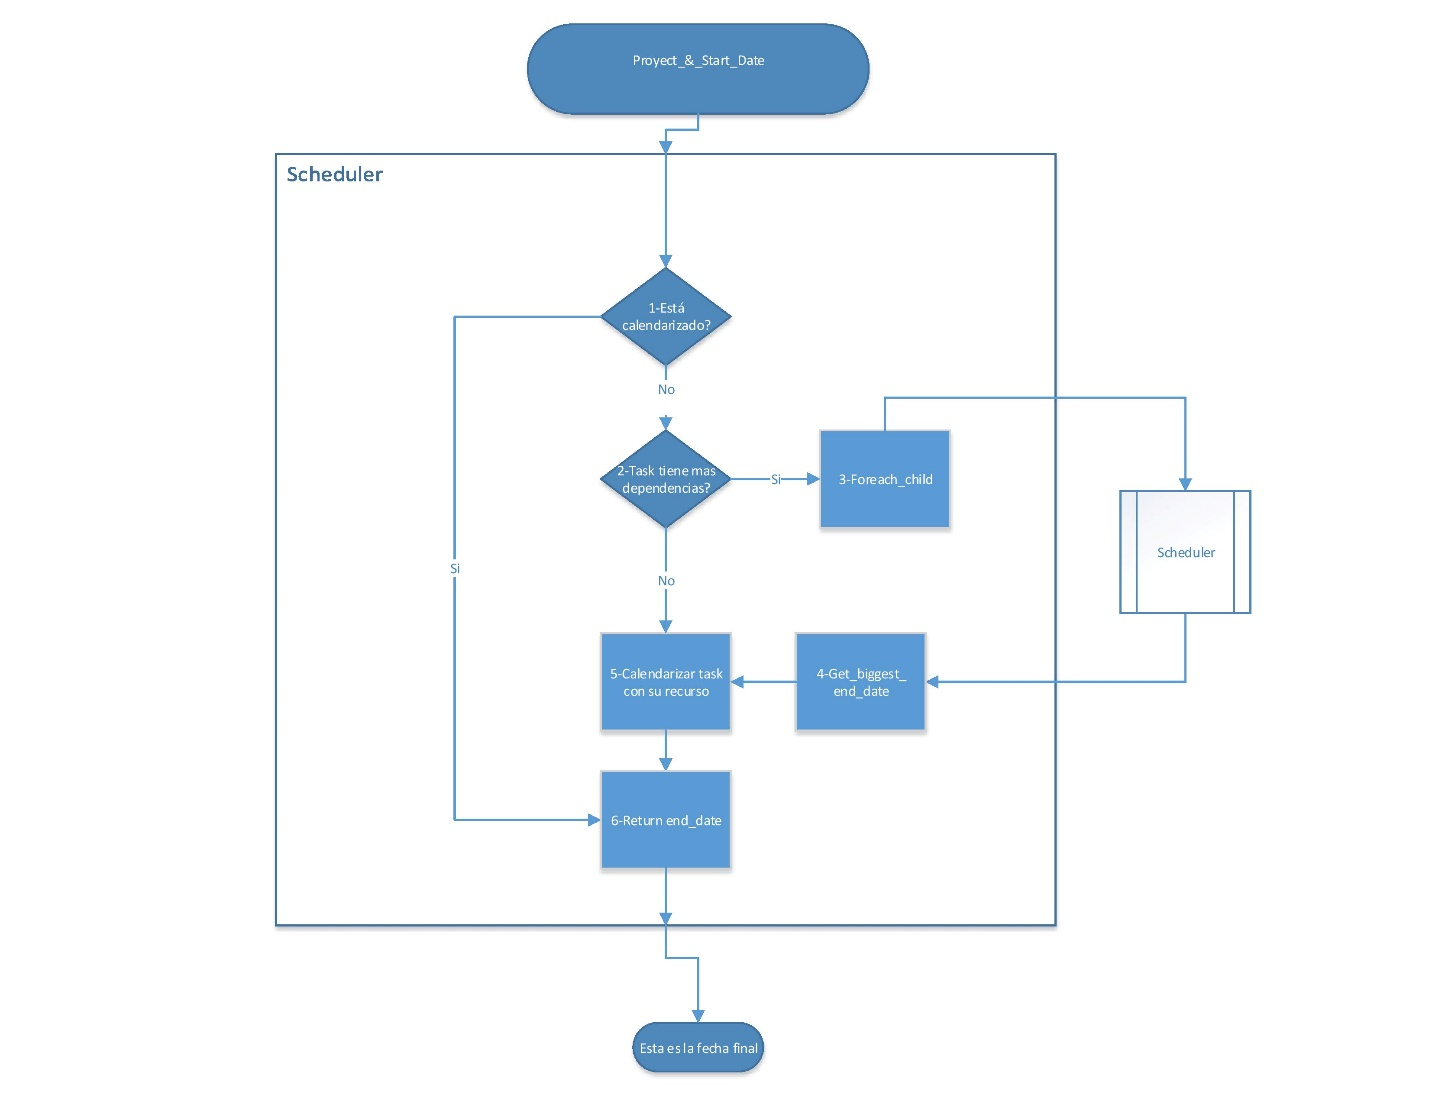 Proyect_&_Start_Date
Scheduler
1-Está
calendarizado?
No
2-Task tiene mas
dependencias?
Si
3-Foreach_child
Scheduler
Si
No
5-Calendarizar task
con su recurso
4-Get_biggest_
end_date
6-Return end_date
Esta es la fecha final